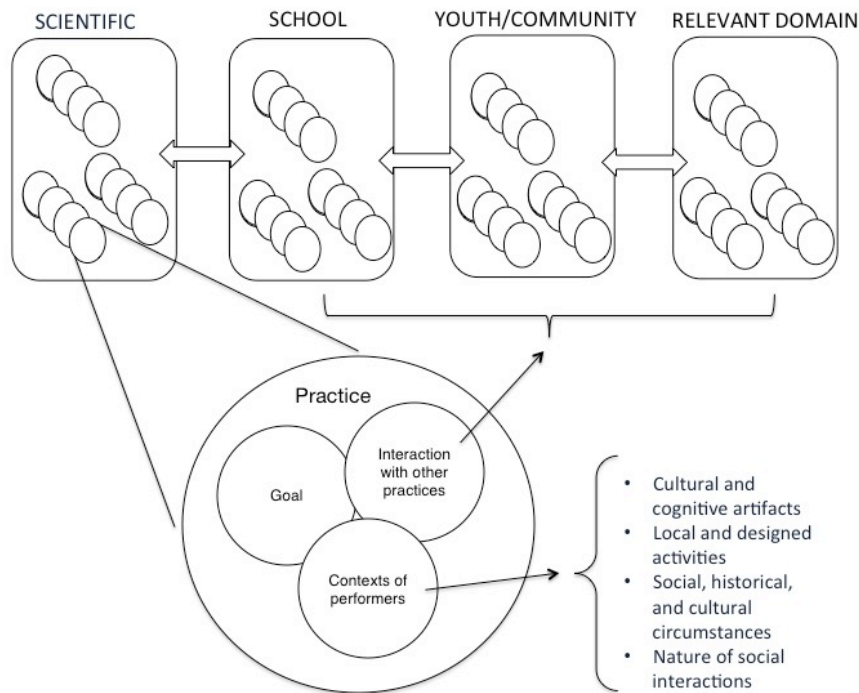 SCIENTIFIC
SCHOOL
YOUTH/COMMUNITY
RELEVANT DOMAIN
Practice
Goal
Interaction
with other
practices
Contexts of
performers
• Cultural and
cognitive artifacts
• Local and designed
activities
• Social, historical,
and cultural
circumstances
• Nature of social
interactions